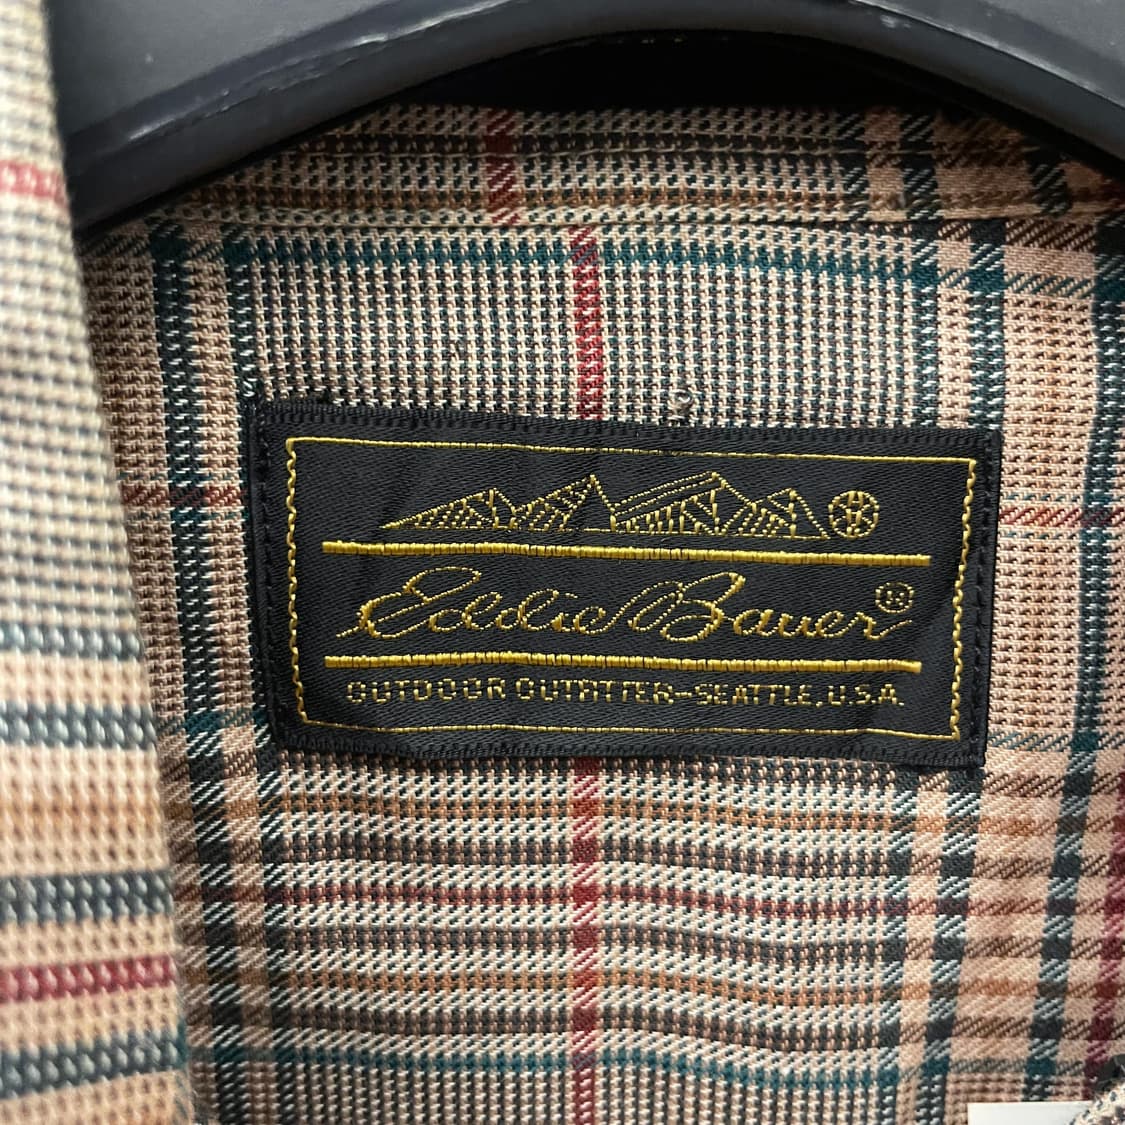 Eddie Bauer®
OUTDOOR OUTFITTER-SEATTLE, U.S.A.